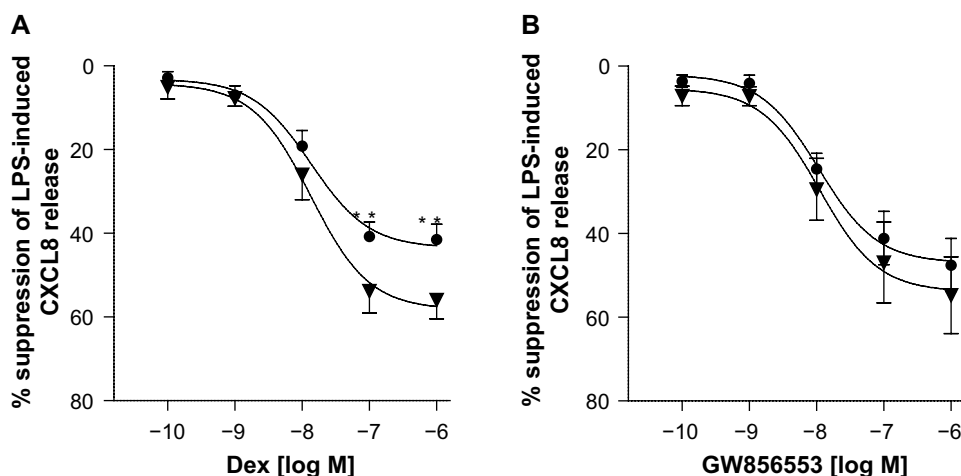 A
% suppression of LPS-induced
CXCL8 release
0
20
40
60
80
* *
* *
−10
−9
−8
−7
−6
Dex [log M]
B
% suppression of LPS-induced
CXCL8 release
0
20
40
60
80
−10
−9
−8
−7
−6
GW856553 [log M]